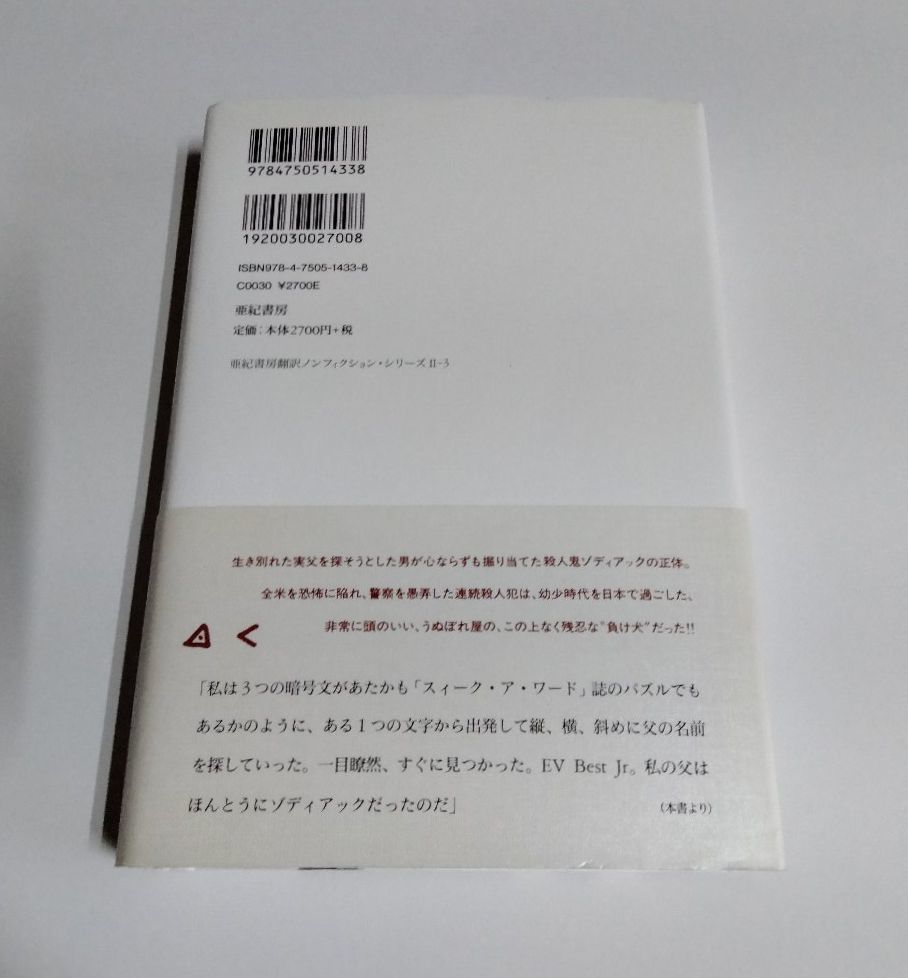 9784750514338
1920030027008
ISBN978-4-7505-1433-8
C0030 ¥2700E
亜紀書房
定価：本体2700円+税
亜紀書房翻訳ノンフィクション・シリーズ II-3
生き別れた実父を探そうとした男が心ならずも掘り当てた殺人鬼ゾディアックの正体。
全米を恐怖に陥れ、警察を愚弄した連続殺人犯は、幼少時代を日本で過ごした、
非常に頭のいい、うぬぼれ屋の、この上なく残忍な“負け犬”だった!!
「私は３つの暗号文があたかも「スィーク・ア・ワード」誌のパズルでも
あるかのように、ある１つの文字から出発して縦、横、斜めに父の名前
を探していった。一目瞭然、すぐに見つかった。EV Best Jr。私の父は
ほんとうにゾディアックだったのだ」
（本書より）